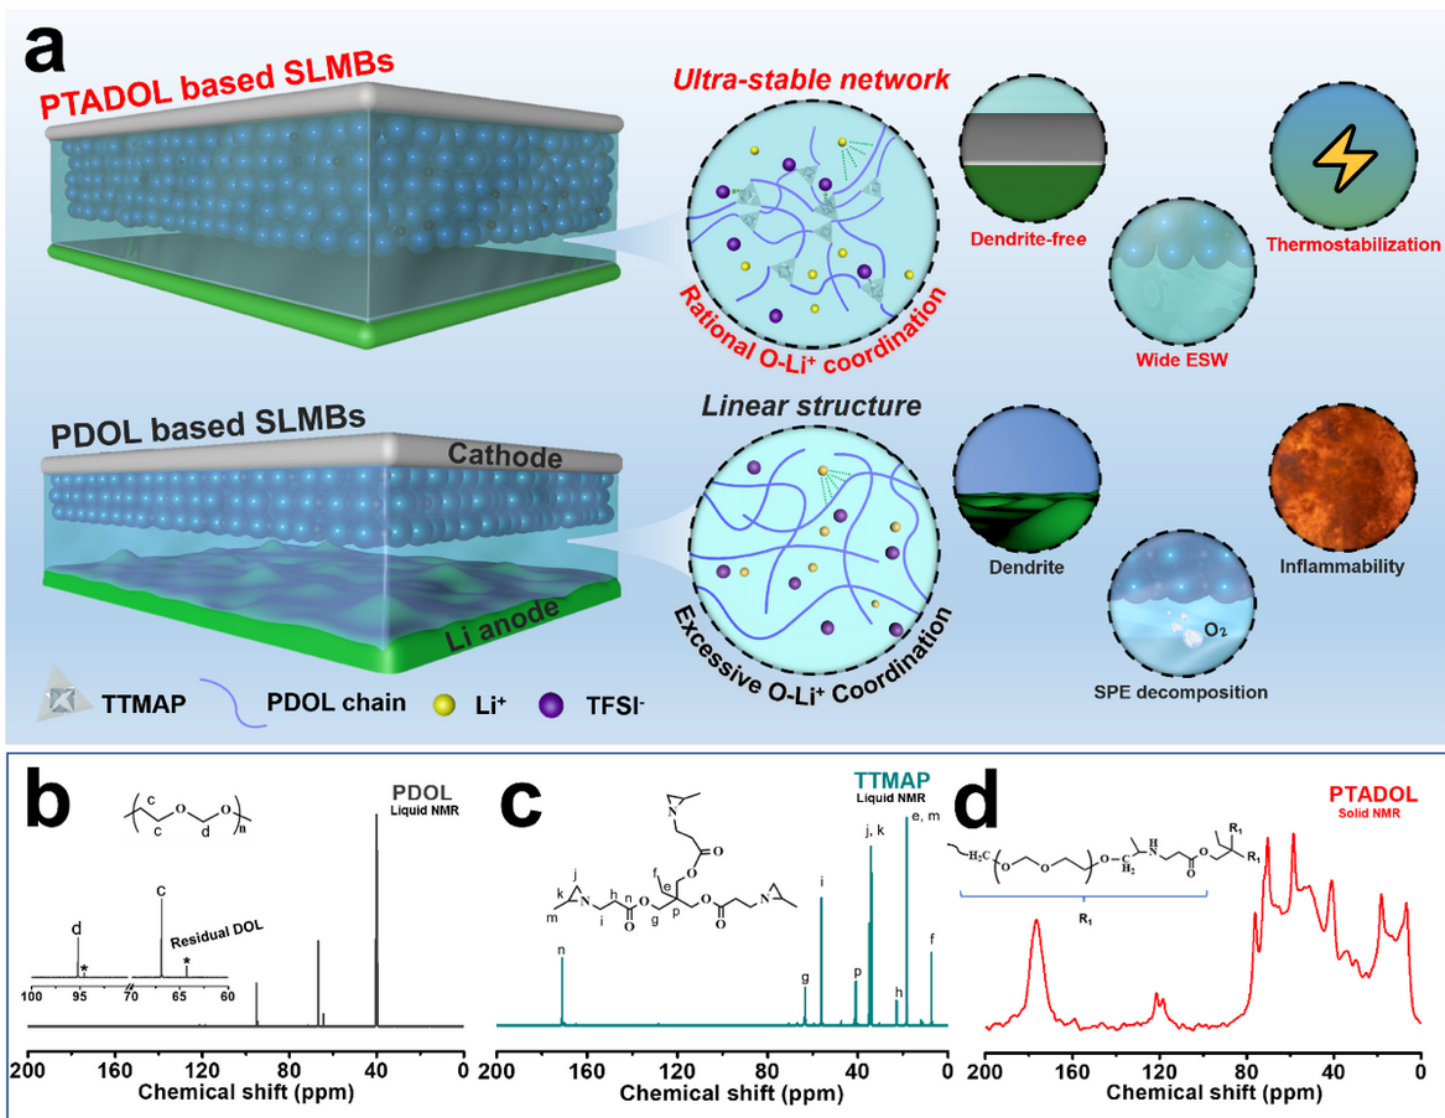 a
PTADOL based SLMBs
Ultra-stable network
Rational O-Li⁺ coordination
Dendrite-free
Wide ESW
Thermostabilization
PDOL based SLMBs
Cathode
Li anode
Linear structure
Excessive O-Li⁺ Coordination
Dendrite
O₂
SPE decomposition
Inflammability
TTMAP
PDOL chain
Li⁺
TFSI⁻
b
PDOL
Liquid NMR
c
O
O
n
c
d
c
d
*
Residual DOL
*
100
95
70
65
60
200
160
120
80
40
0
Chemical shift (ppm)
c
TTMAP
Liquid NMR
e, m
j, k
N
O
O
f
e
j
k
N
m
i
h
n
O
O
g
p
O
O
N
n
g
i
p
h
f
200
160
120
80
40
0
Chemical shift (ppm)
d
PTADOL
Solid NMR
H₂C
O
O
O
C
H₂
H
N
O
O
R₁
R₁
R₁
200
160
120
80
40
0
Chemical shift (ppm)